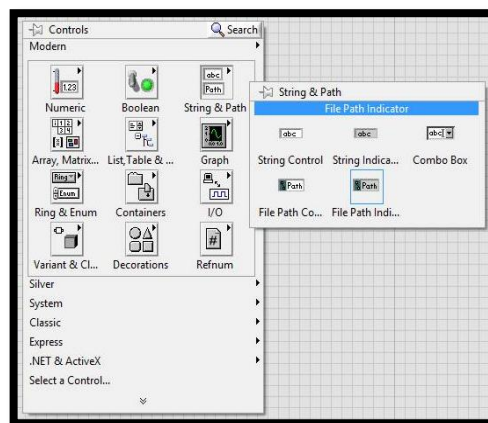 Controls
Search
Modern
1.23
abc
Path
Numeric
Boolean
String & Path
Array, Matrix...
List, Table & ...
Graph
Ring
Enum
Ring & Enum
Containers
I/O
#
Variant & Cl...
Decorations
Refnum
Silver
System
Classic
Express
.NET & ActiveX
Select a Control...
String & Path
File Path Indicator
abc
abc
abc
String Control
String Indica...
Combo Box
Path
Path
File Path Co...
File Path Indi...